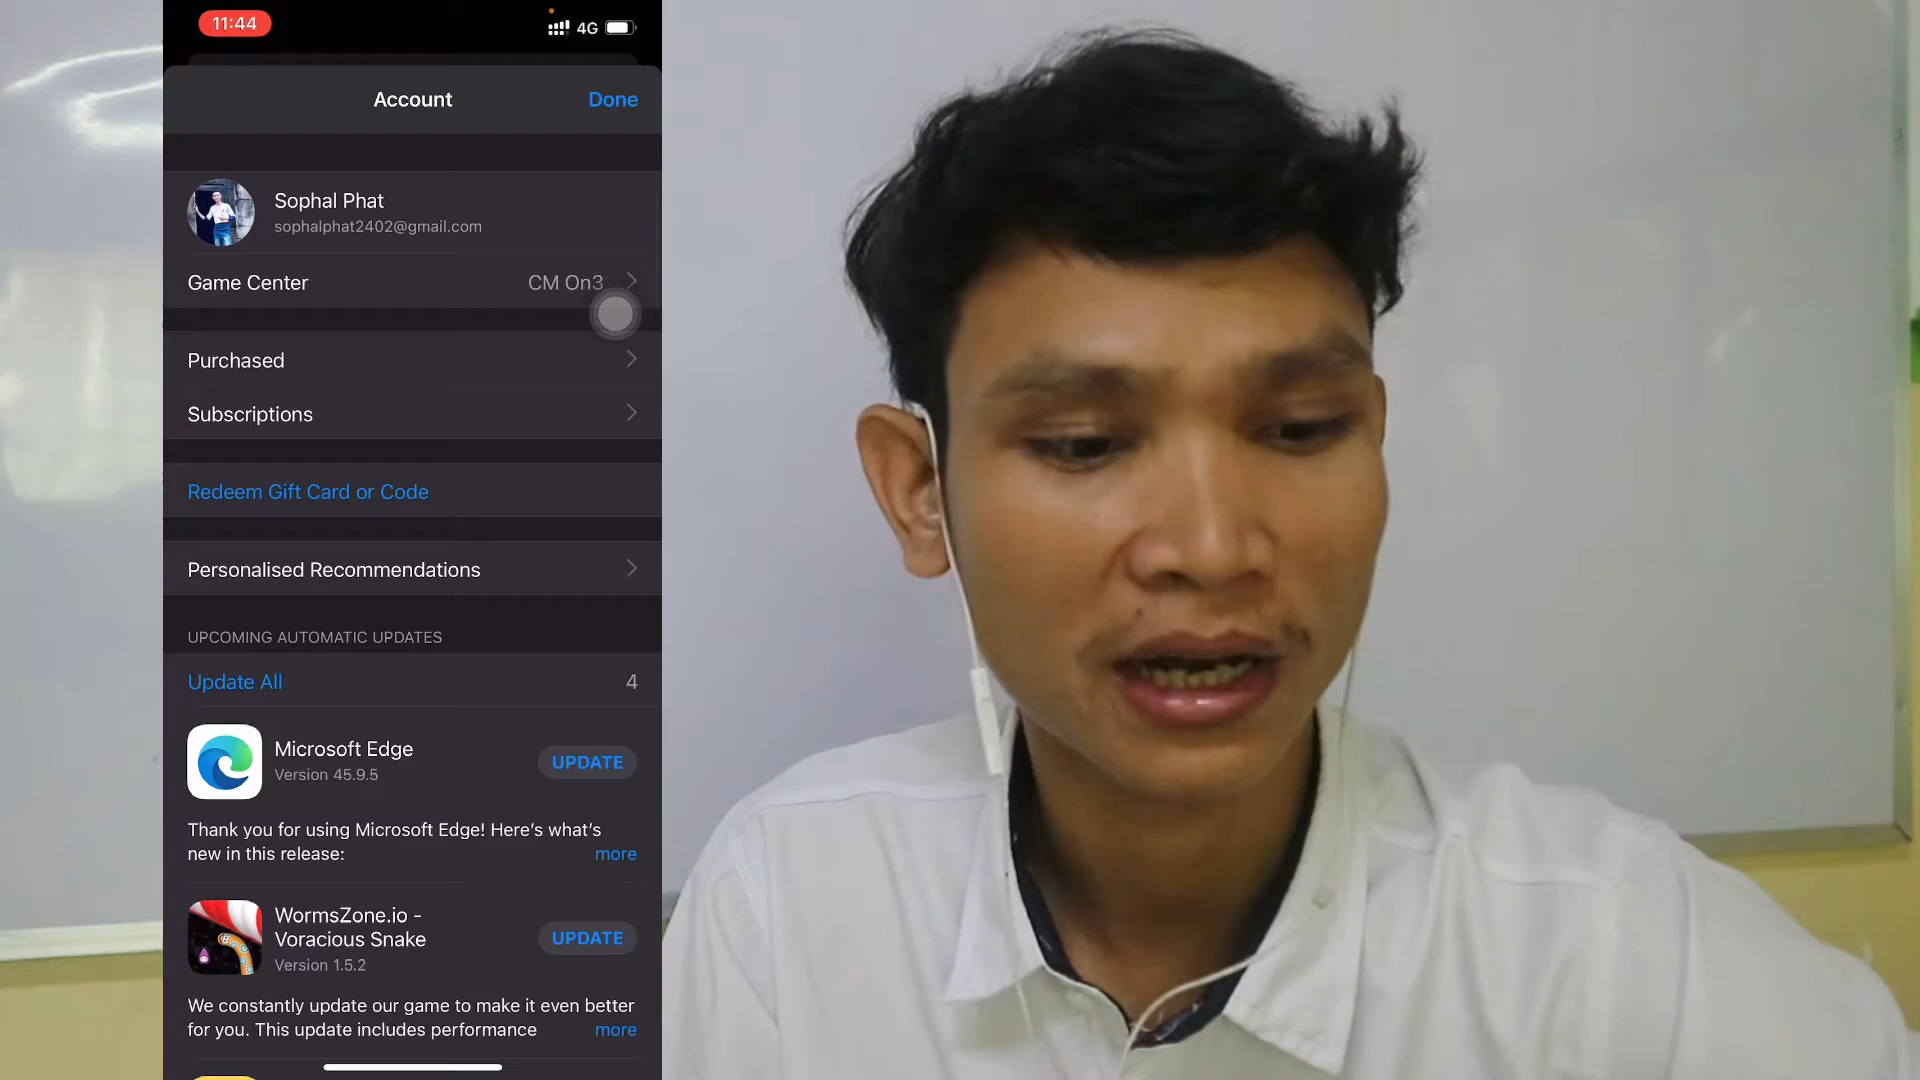 11:44
4G
Account
Done
Sophal Phat
sophalphat2402@gmail.com
Game Center
CM On3
Purchased
Subscriptions
Redeem Gift Card or Code
Personalised Recommendations
UPCOMING AUTOMATIC UPDATES
Update All
4
Microsoft Edge
Version 45.9.5
UPDATE
Thank you for using Microsoft Edge! Here's what's
new in this release:
more
WormsZone.io -
Voracious Snake
Version 1.5.2
UPDATE
We constantly update our game to make it even better
for you. This update includes performance
more